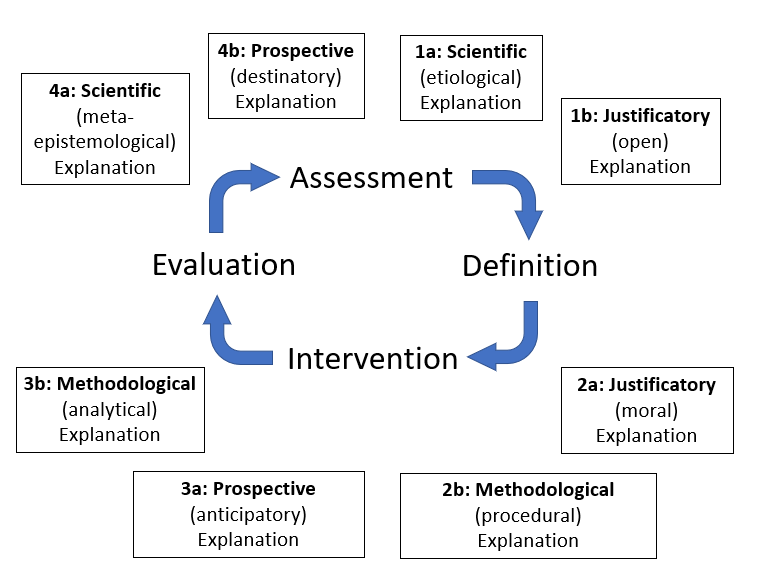 4b: Prospective
(destinatory)
Explanation
1a: Scientific
(etiological)
Explanation
4a: Scientific
(meta-
epistemological)
Explanation
1b: Justificatory
(open)
Explanation
Assessment
Evaluation
Definition
Intervention
3b: Methodological
(analytical)
Explanation
2a: Justificatory
(moral)
Explanation
3a: Prospective
(anticipatory)
Explanation
2b: Methodological
(procedural)
Explanation